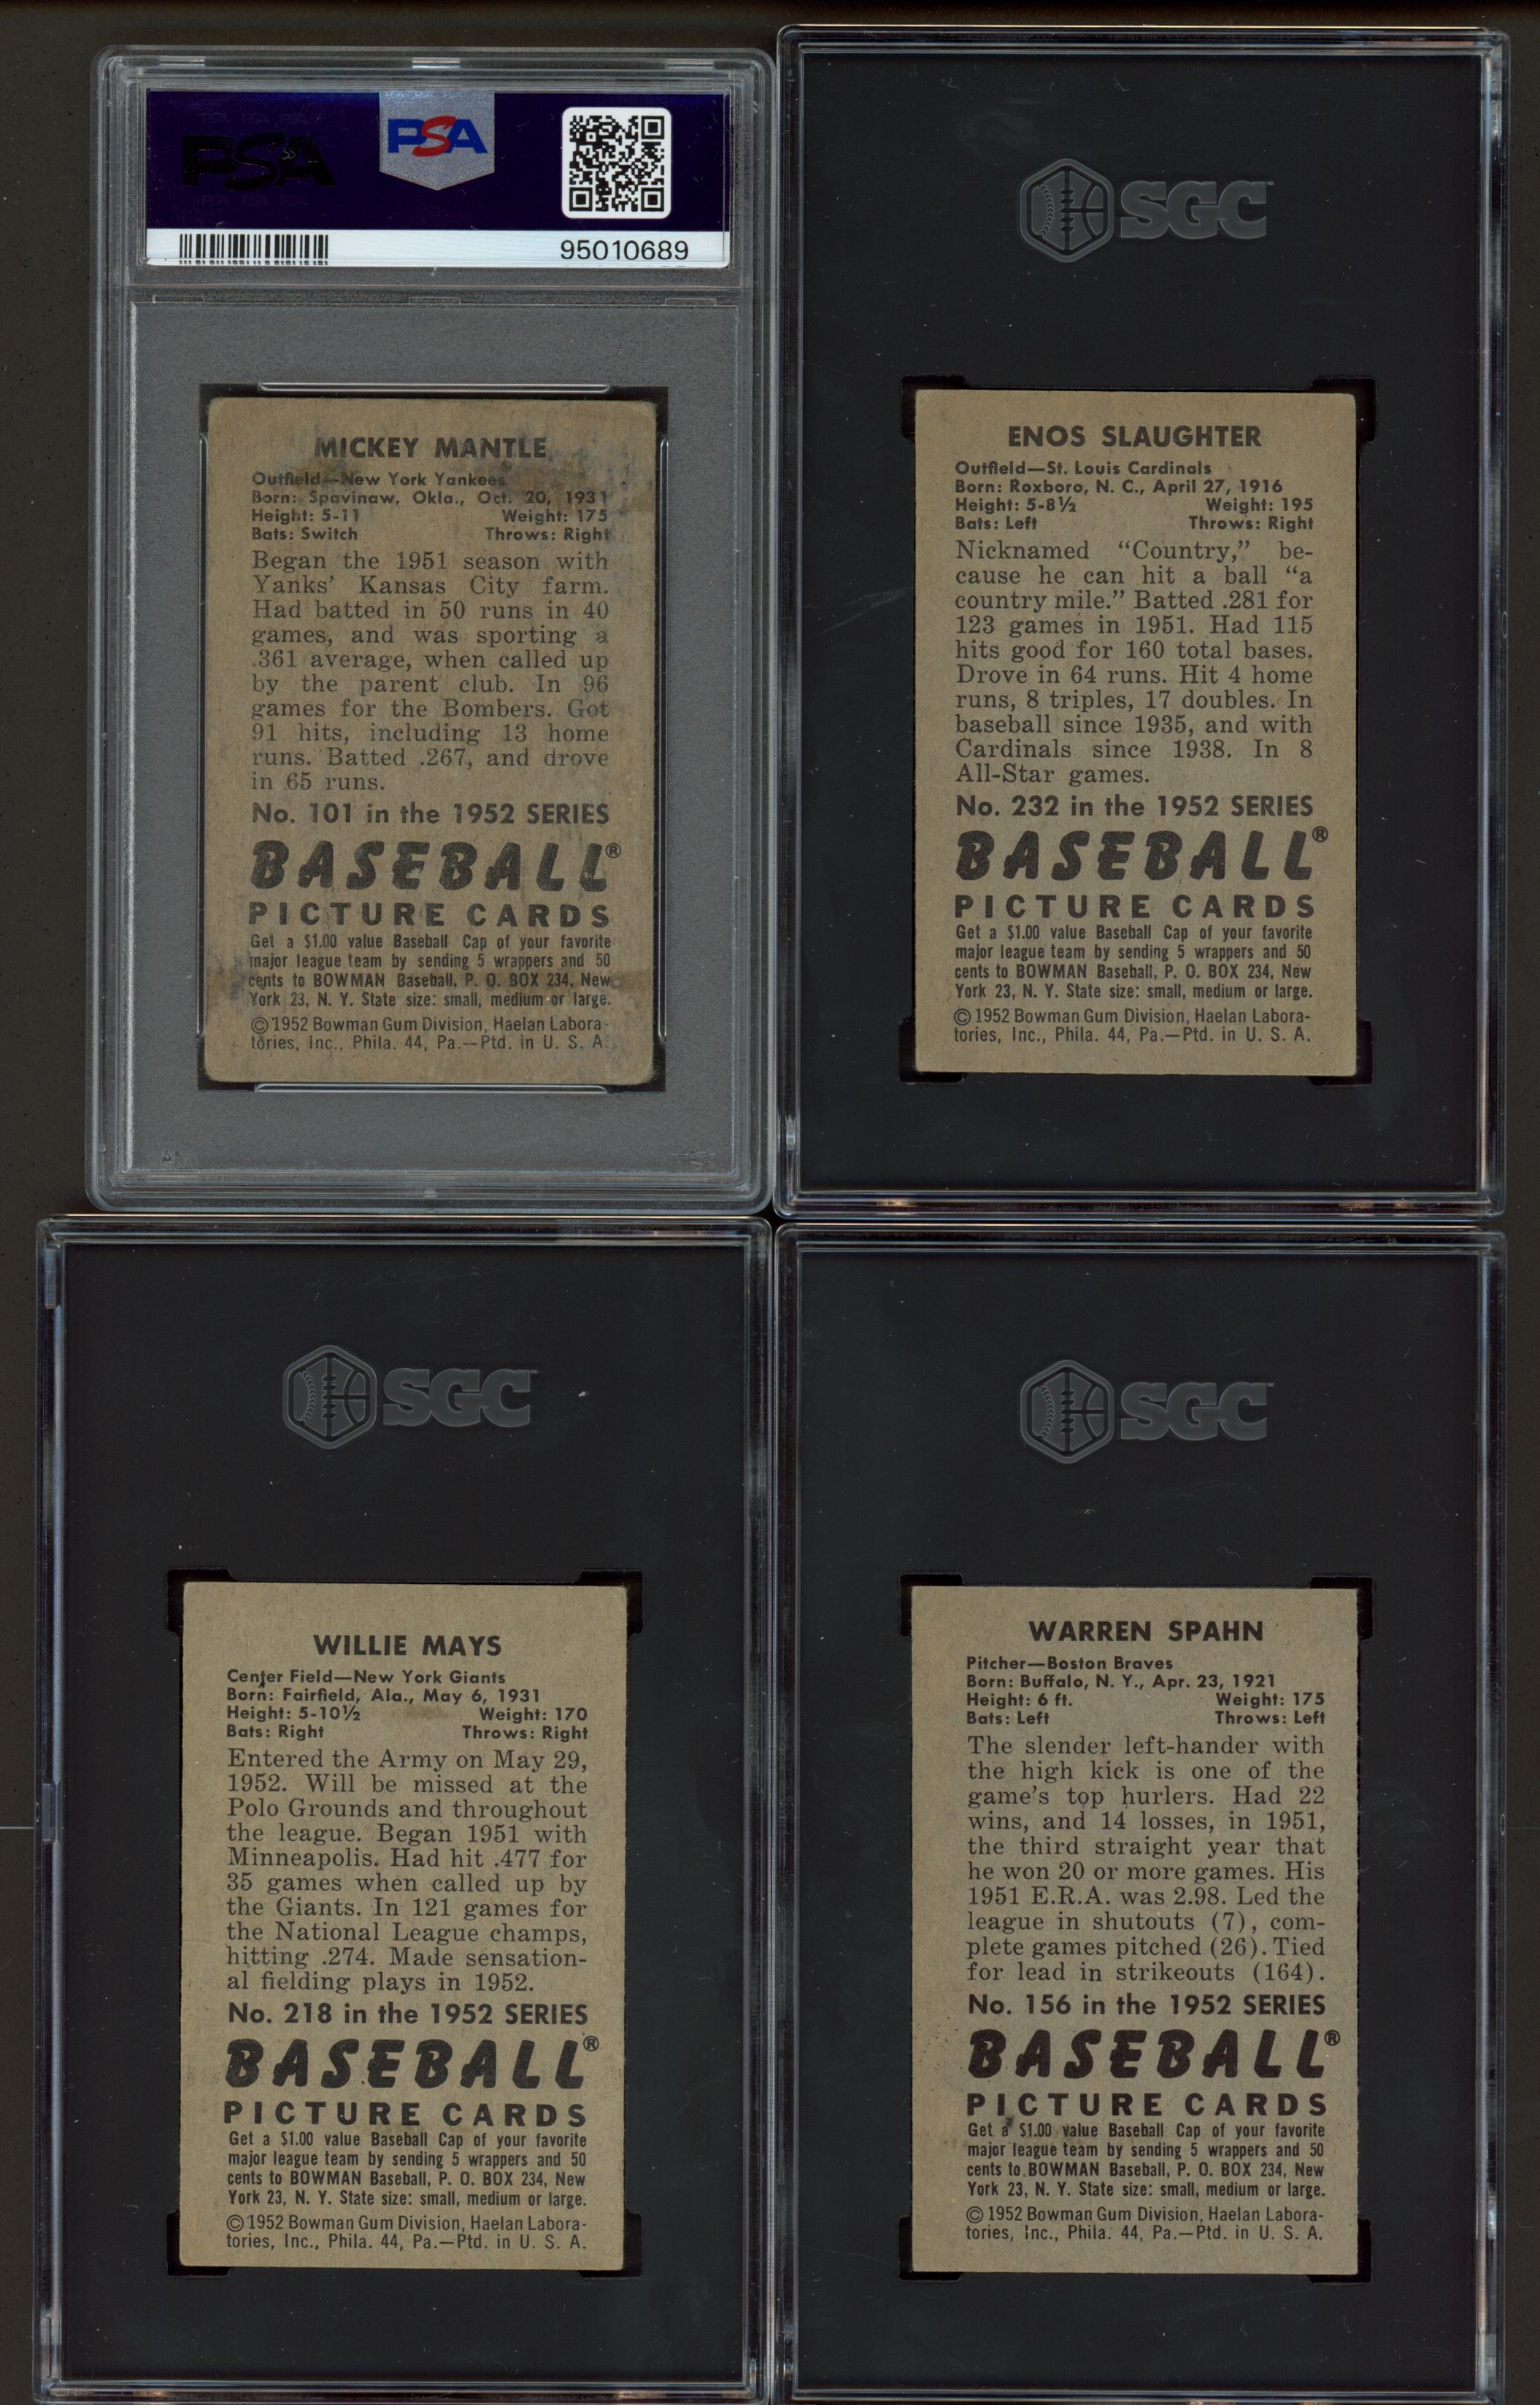 PSA
PSA
95010689
MICKEY MANTLE
Outfield—New York Yankees
Born: Spavinaw, Okla., Oct. 20, 1931
Height: 5-11 Weight: 175
Bats: Switch Throws: Right
Began the 1951 season with
Yanks' Kansas City farm.
Had batted in 50 runs in 40
games, and was sporting a
.361 average, when called up
by the parent club. In 96
games for the Bombers. Got
91 hits, including 13 home
runs. Batted .267, and drove
in 65 runs.
No. 101 in the 1952 SERIES
BASEBALL®
PICTURE CARDS
Get a $1.00 value Baseball Cap of your favorite
major league team by sending 5 wrappers and 50
cents to BOWMAN Baseball, P. O. BOX 234, New
York 23, N. Y. State size: small, medium or large.
© 1952 Bowman Gum Division, Haelan Labora-
tories, Inc., Phila. 44, Pa.—Ptd. in U. S. A.
SGC
ENOS SLAUGHTER
Outfield—St. Louis Cardinals
Born: Roxboro, N. C., April 27, 1916
Height: 5-8½ Weight: 195
Bats: Left Throws: Right
Nicknamed "Country," be-
cause he can hit a ball "a
country mile." Batted .281 for
123 games in 1951. Had 115
hits good for 160 total bases.
Drove in 64 runs. Hit 4 home
runs, 8 triples, 17 doubles. In
baseball since 1935, and with
Cardinals since 1938. In 8
All-Star games.
No. 232 in the 1952 SERIES
BASEBALL®
PICTURE CARDS
Get a $1.00 value Baseball Cap of your favorite
major league team by sending 5 wrappers and 50
cents to BOWMAN Baseball, P. O. BOX 234, New
York 23, N. Y. State size: small, medium or large.
© 1952 Bowman Gum Division, Haelan Labora-
tories, Inc., Phila. 44, Pa.—Ptd. in U. S. A.
SGC
WILLIE MAYS
Center Field—New York Giants
Born: Fairfield, Ala., May 6, 1931
Height: 5-10½ Weight: 170
Bats: Right Throws: Right
Entered the Army on May 29,
1952. Will be missed at the
Polo Grounds and throughout
the league. Began 1951 with
Minneapolis. Had hit .477 for
35 games when called up by
the Giants. In 121 games for
the National League champs,
hitting .274. Made sensation-
al fielding plays in 1952.
No. 218 in the 1952 SERIES
BASEBALL®
PICTURE CARDS
Get a $1.00 value Baseball Cap of your favorite
major league team by sending 5 wrappers and 50
cents to BOWMAN Baseball, P. O. BOX 234, New
York 23, N. Y. State size: small, medium or large.
© 1952 Bowman Gum Division, Haelan Labora-
tories, Inc., Phila. 44, Pa.—Ptd. in U. S. A.
SGC
WARREN SPAHN
Pitcher—Boston Braves
Born: Buffalo, N. Y., Apr. 23, 1921
Height: 6 ft. Weight: 175
Bats: Left Throws: Left
The slender left-hander with
the high kick is one of the
game's top hurlers. Had 22
wins, and 14 losses, in 1951,
the third straight year that
he won 20 or more games. His
1951 E.R.A. was 2.98. Led the
league in shutouts (7), com-
plete games pitched (26). Tied
for lead in strikeouts (164).
No. 156 in the 1952 SERIES
BASEBALL®
PICTURE CARDS
Get a $1.00 value Baseball Cap of your favorite
major league team by sending 5 wrappers and 50
cents to BOWMAN Baseball, P. O. BOX 234, New
York 23, N. Y. State size: small, medium or large.
© 1952 Bowman Gum Division, Haelan Labora-
tories, Inc., Phila. 44, Pa.—Ptd. in U. S. A.